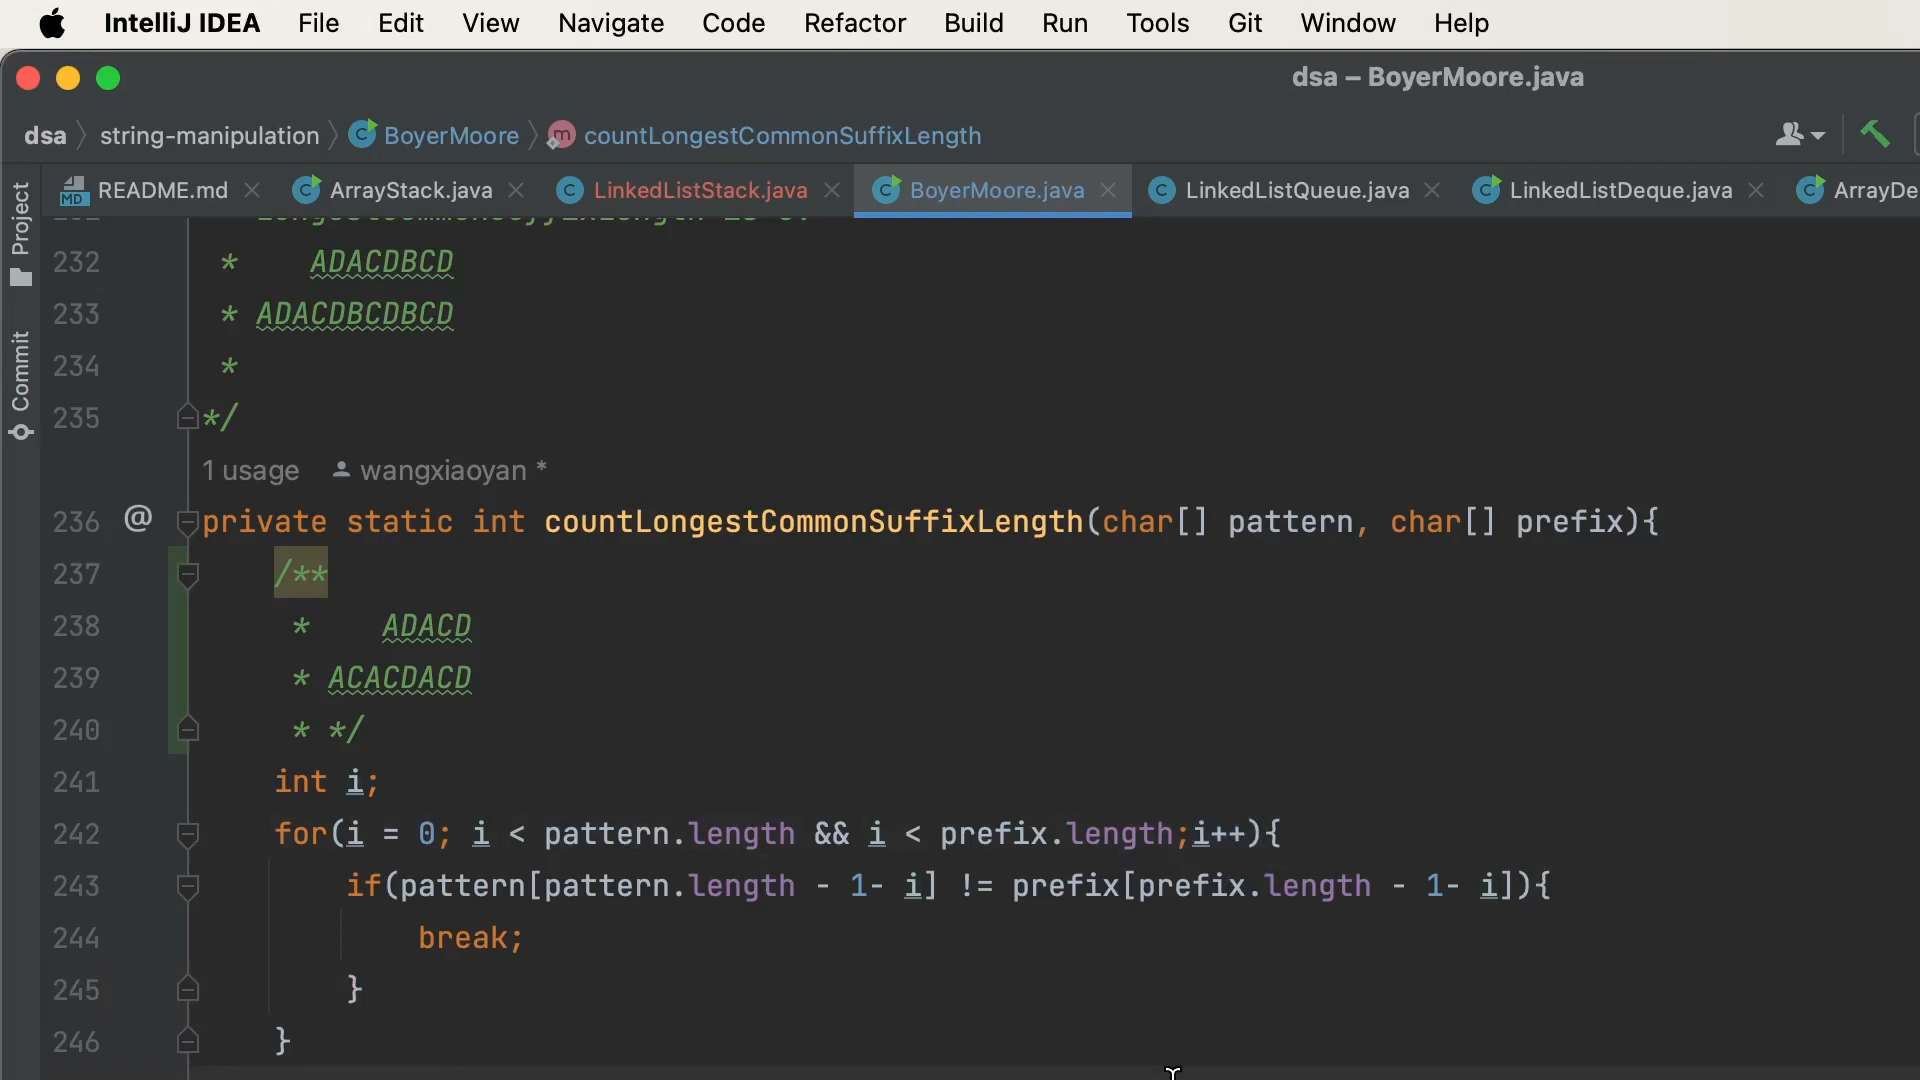 IntelliJ IDEA File Edit View Navigate Code Refactor Build Run Tools Git Window Help
dsa – BoyerMoore.java
dsa string-manipulation BoyerMoore countLongestCommonSuffixLength
README.md ArrayStack.java LinkedListStack.java BoyerMoore.java LinkedListQueue.java LinkedListDeque.java ArrayDe
Project
Commit
232 * ADACDBCD
233 * ADACDBCDBCD
234 *
235 */
1 usage wangxiaoyan *
236 @ private static int countLongestCommonSuffixLength(char[] pattern, char[] prefix){
237 /**
238 * ADACD
239 * ACACDACD
240 * */
241 int i;
242 for(i = 0; i < pattern.length && i < prefix.length;i++){
243 if(pattern[pattern.length - 1- i] != prefix[prefix.length - 1- i]){
244 break;
245 }
246 }